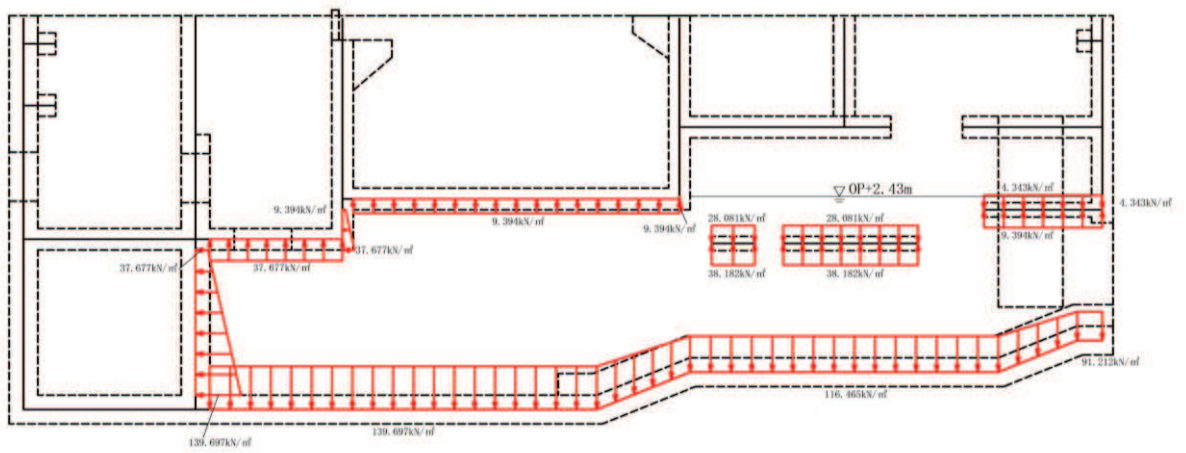 OP+2.43m
4.343kN/㎡
4.343kN/㎡
9.394kN/㎡
9.394kN/㎡
28.081kN/㎡
28.081kN/㎡
9.394kN/㎡
9.394kN/㎡
37.677kN/㎡
37.677kN/㎡
37.677kN/㎡
38.182kN/㎡
38.182kN/㎡
91.212kN/㎡
116.465kN/㎡
139.697kN/㎡
139.697kN/㎡